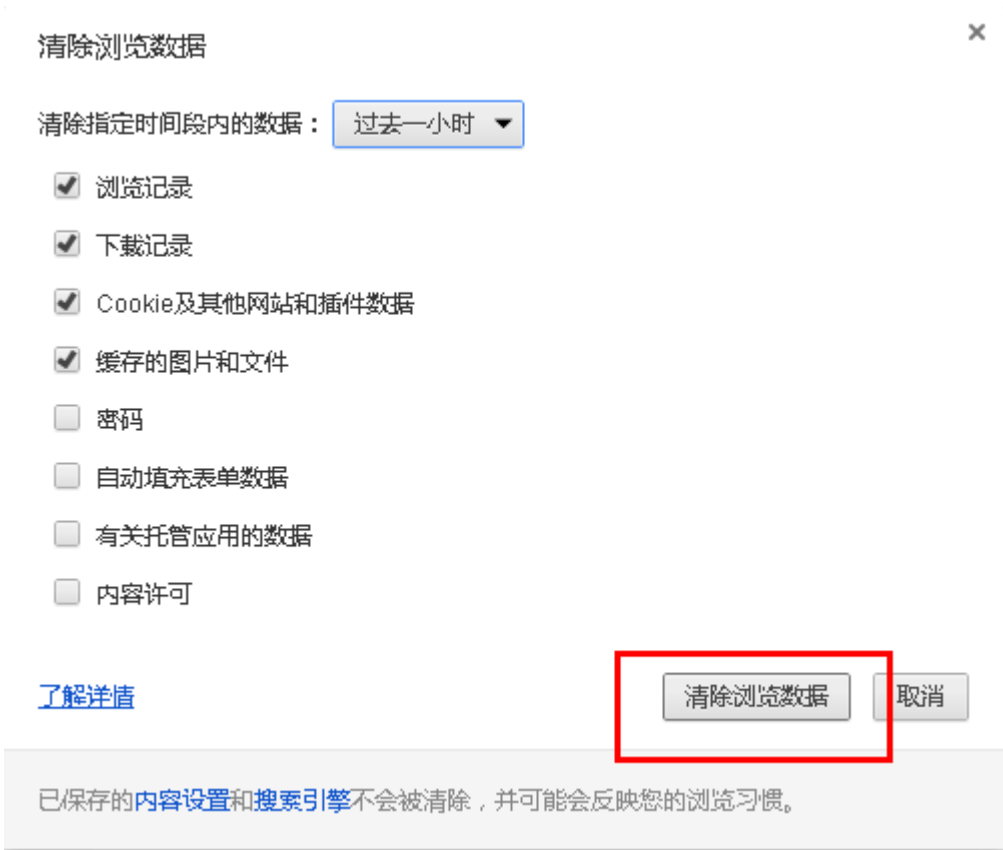 清除浏览数据
清除指定时间段内的数据： 过去一小时
浏览记录
下载记录
Cookie及其他网站和插件数据
缓存的图片和文件
密码
自动填充表单数据
有关托管应用的数据
内容许可
了解详情 清除浏览数据 取消
已保存的内容设置和搜索引擎不会被清除，并可能会反映您的浏览习惯。